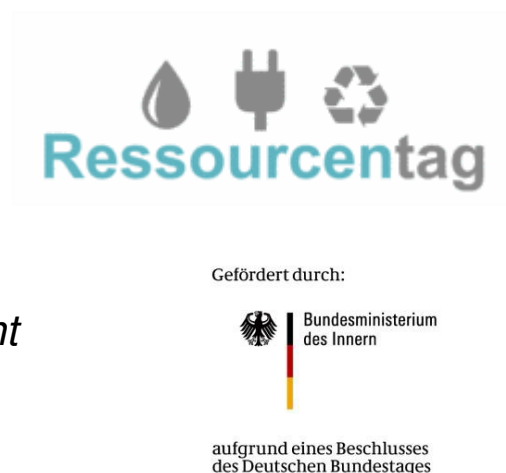 Ressourcentag
Gefördert durch:
Bundesministerium
des Innern
aufgrund eines Beschlusses
des Deutschen Bundestages